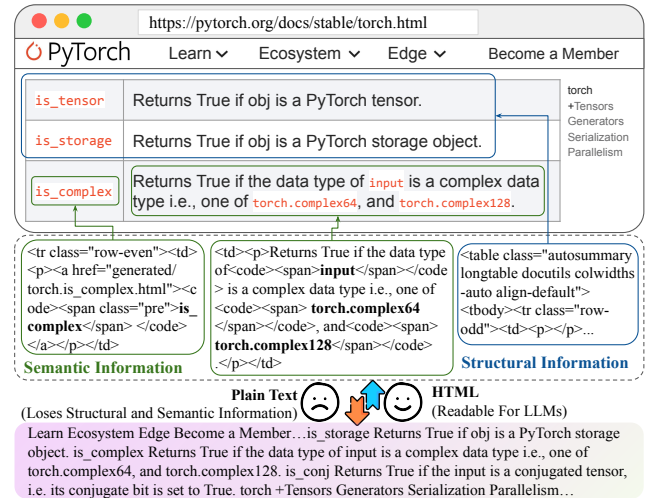 https://pytorch.org/docs/stable/torch.html
PyTorch Learn Ecosystem Edge Become a Member
is_tensor Returns True if obj is a PyTorch tensor.
is_storage Returns True if obj is a PyTorch storage object.
is_complex Returns True if the data type of input is a complex data
type i.e., one of torch.complex64, and torch.complex128.
torch
+Tensors
Generators
Serialization
Parallelism
<tr class="row-even"><td>
<p><a href="generated/
torch.is_complex.html"><c
ode><span class="pre">is_
complex</span> </code>
</a></p></td>
Semantic Information
<td><p>Returns True if the data type
of<code><span>input</span></code
> is a complex data type i.e., one of
<code><span> torch.complex64
</span></code>, and<code><span>
torch.complex128</span></code>
.</p></td>
<table class="autosummary
longtable docutils colwidths
-auto align-default">
<tbody><tr class="row-
odd"><td><p></p>...
Structural Information
Plain Text
(Loses Structural and Semantic Information)
HTML
(Readable For LLMs)
Learn Ecosystem Edge Become a Member…is_storage Returns True if obj is a PyTorch storage
object. is_complex Returns True if the data type of input is a complex data type i.e., one of
torch.complex64, and torch.complex128. is_conj Returns True if the input is a conjugated tensor,
i.e. its conjugate bit is set to True. torch +Tensors Generators Serialization Parallelism…